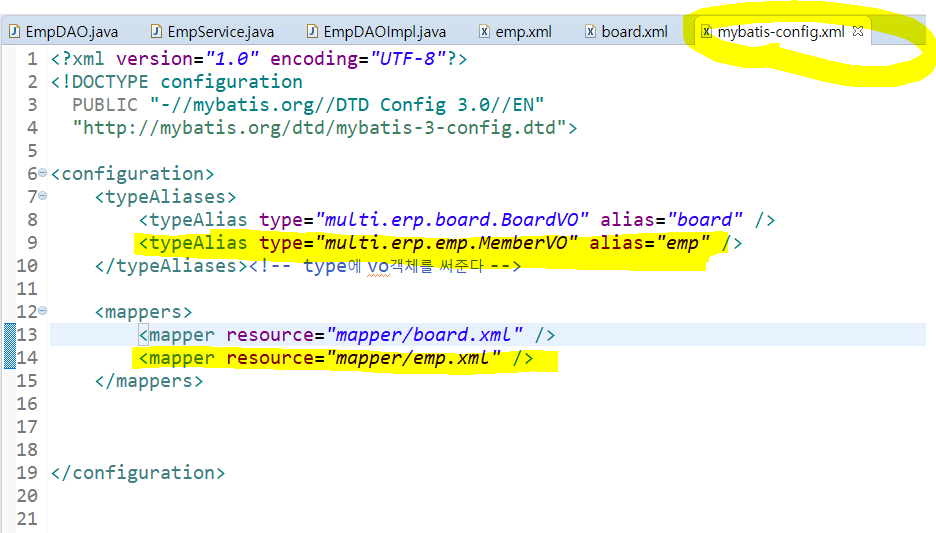 EmpDAO.java EmpService.java EmpDAOImpl.java emp.xml board.xml mybatis-config.xml
1 <?xml version="1.0" encoding="UTF-8"?>
2 <!DOCTYPE configuration
3 PUBLIC "-//mybatis.org//DTD Config 3.0//EN"
4 "http://mybatis.org/dtd/mybatis-3-config.dtd">
5
6 <configuration>
7 <typeAliases>
8 <typeAlias type="multi.erp.board.BoardVO" alias="board" />
9 <typeAlias type="multi.erp.emp.MemberVO" alias="emp" />
10 </typeAliases><!-- type에 vo객체를 써준다 -->
11
12 <mappers>
13 <mapper resource="mapper/board.xml" />
14 <mapper resource="mapper/emp.xml" />
15 </mappers>
16
17
18
19 </configuration>
20
21